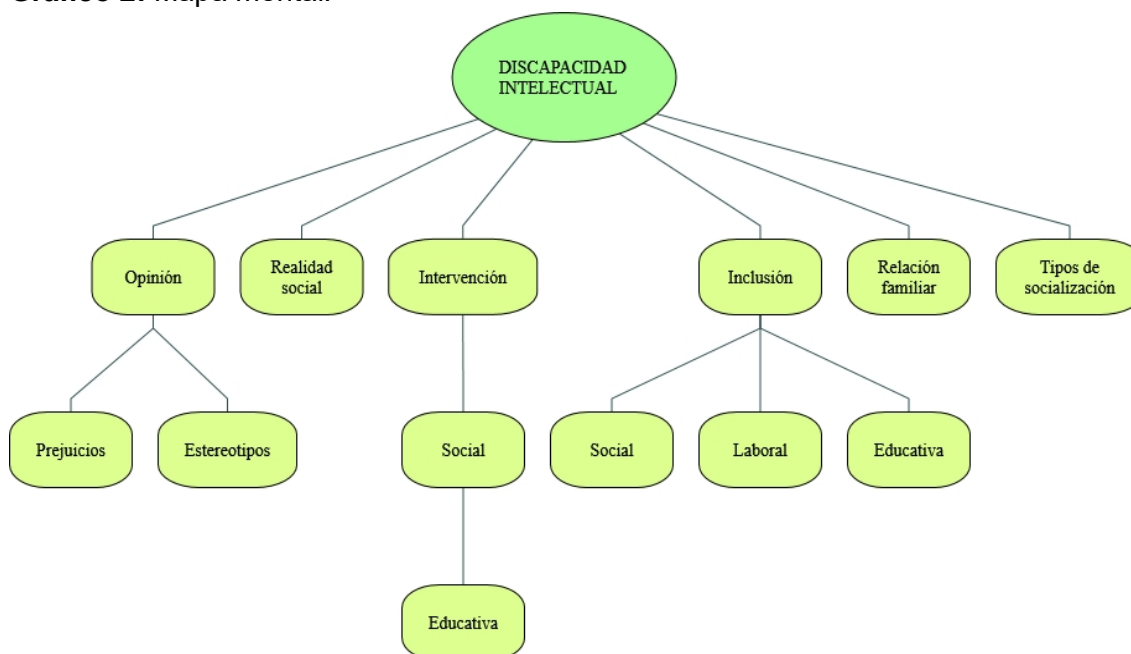 Gráfico 2. Mapa mental.
DISCAPACIDAD
INTELECTUAL
Opinión
Realidad
social
Intervención
Inclusión
Relación
familiar
Tipos de
socialización
Prejuicios
Estereotipos
Social
Social
Laboral
Educativa
Educativa